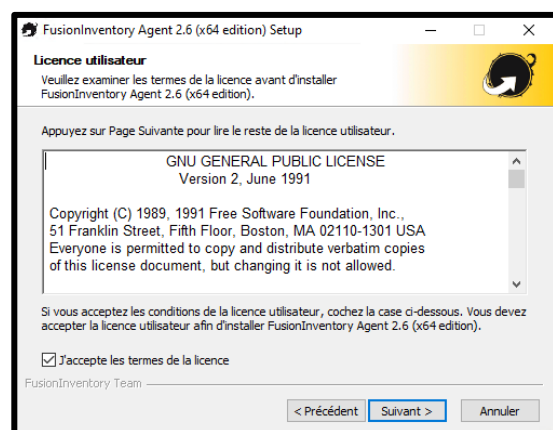 FusionInventory Agent 2.6 (x64 edition) Setup
Licence utilisateur
Veuillez examiner les termes de la licence avant d'installer
FusionInventory Agent 2.6 (x64 edition).
Appuyez sur Page Suivante pour lire le reste de la licence utilisateur.
GNU GENERAL PUBLIC LICENSE
Version 2, June 1991
Copyright (C) 1989, 1991 Free Software Foundation, Inc.,
51 Franklin Street, Fifth Floor, Boston, MA 02110-1301 USA
Everyone is permitted to copy and distribute verbatim copies
of this license document, but changing it is not allowed.
Si vous acceptez les conditions de la licence utilisateur, cochez la case ci-dessous. Vous devez
accepter la licence utilisateur afin d'installer FusionInventory Agent 2.6 (x64 edition).
J'accepte les termes de la licence
FusionInventory Team
< Précédent Suivant > Annuler